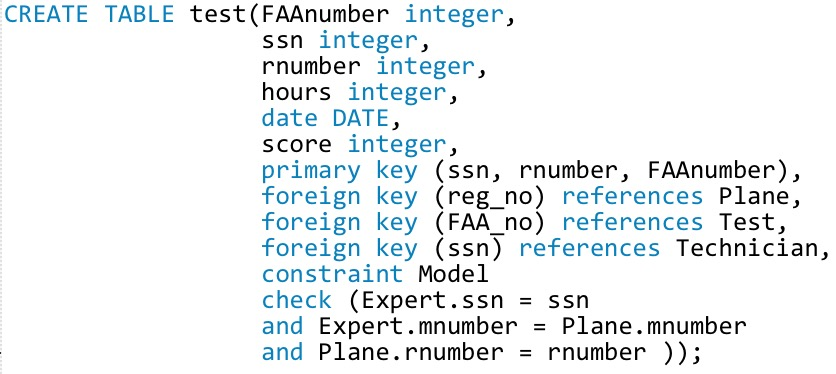 CREATE TABLE test(FAAnumber integer,
ssn integer,
rnumber integer,
hours integer,
date DATE,
score integer,
primary key (ssn, rnumber, FAAnumber),
foreign key (reg_no) references Plane,
foreign key (FAA_no) references Test,
foreign key (ssn) references Technician,
constraint Model
check (Expert.ssn = ssn
and Expert.mnumber = Plane.mnumber
and Plane.rnumber = rnumber ));